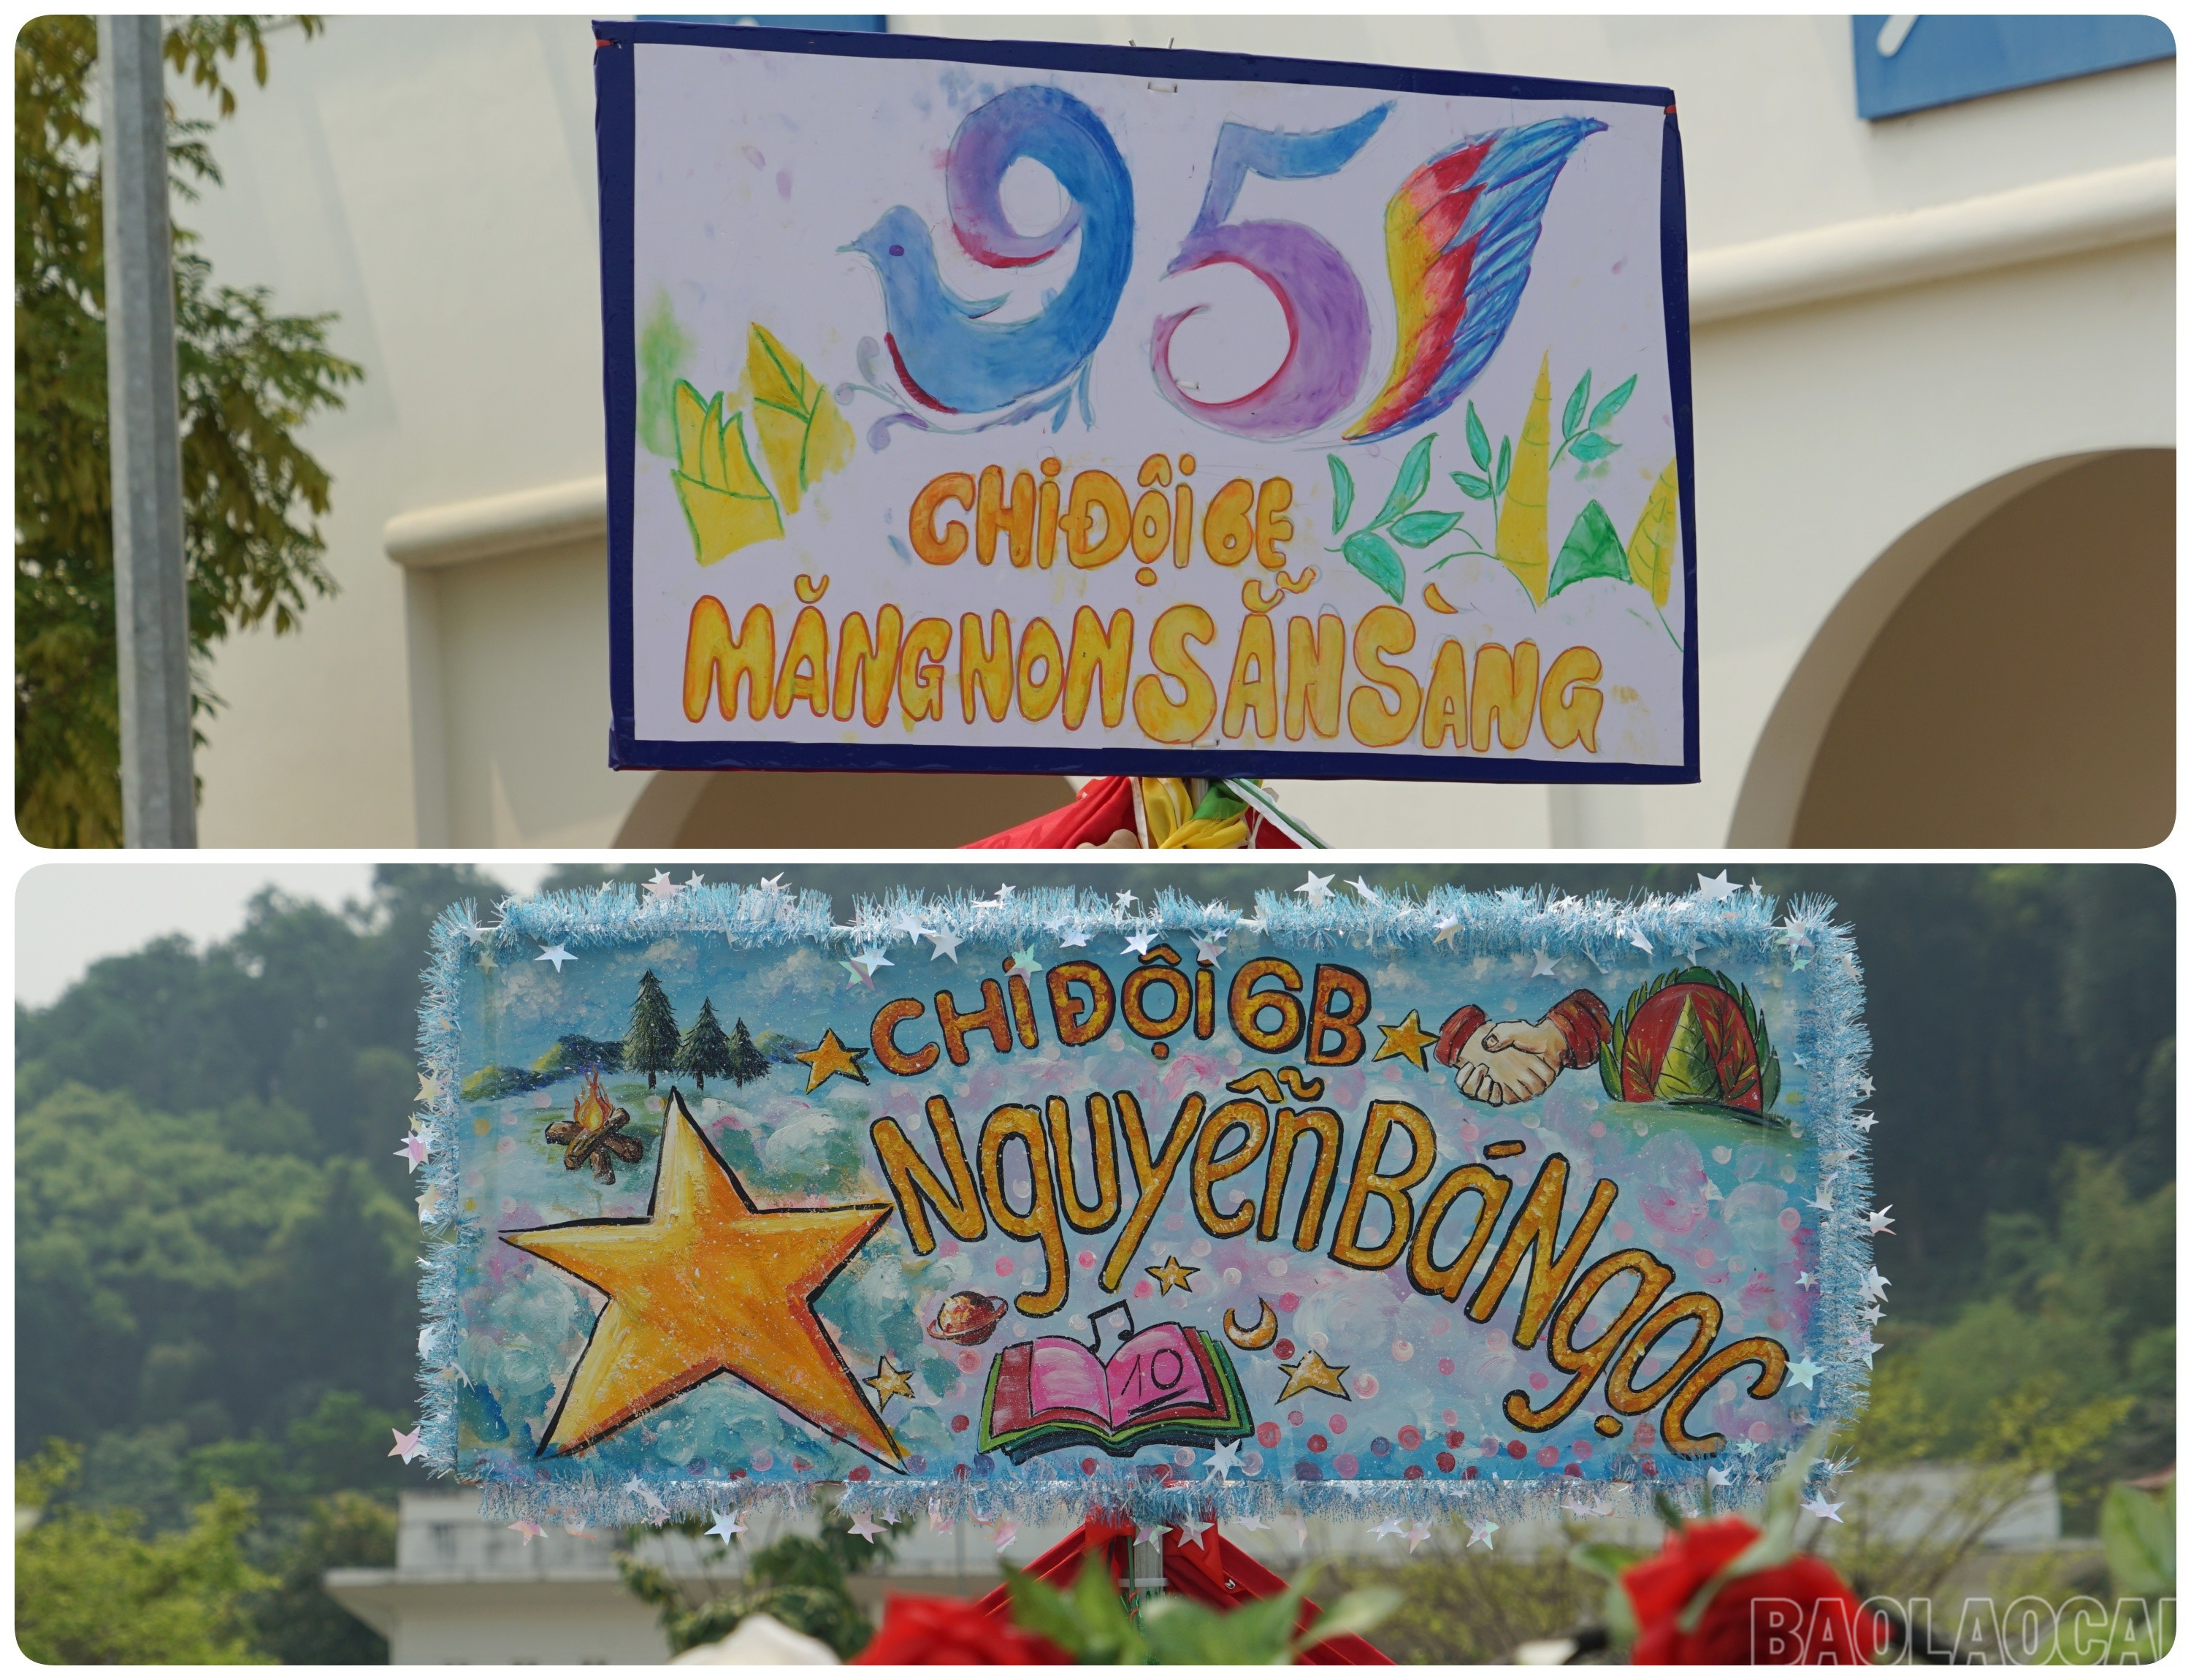 95
CHI ĐỘI 6E
MĂNG NON SẴN SÀNG
CHI ĐỘI 6B
NGUYỄN BÁ NGỌC
10
BAOLAOCAI